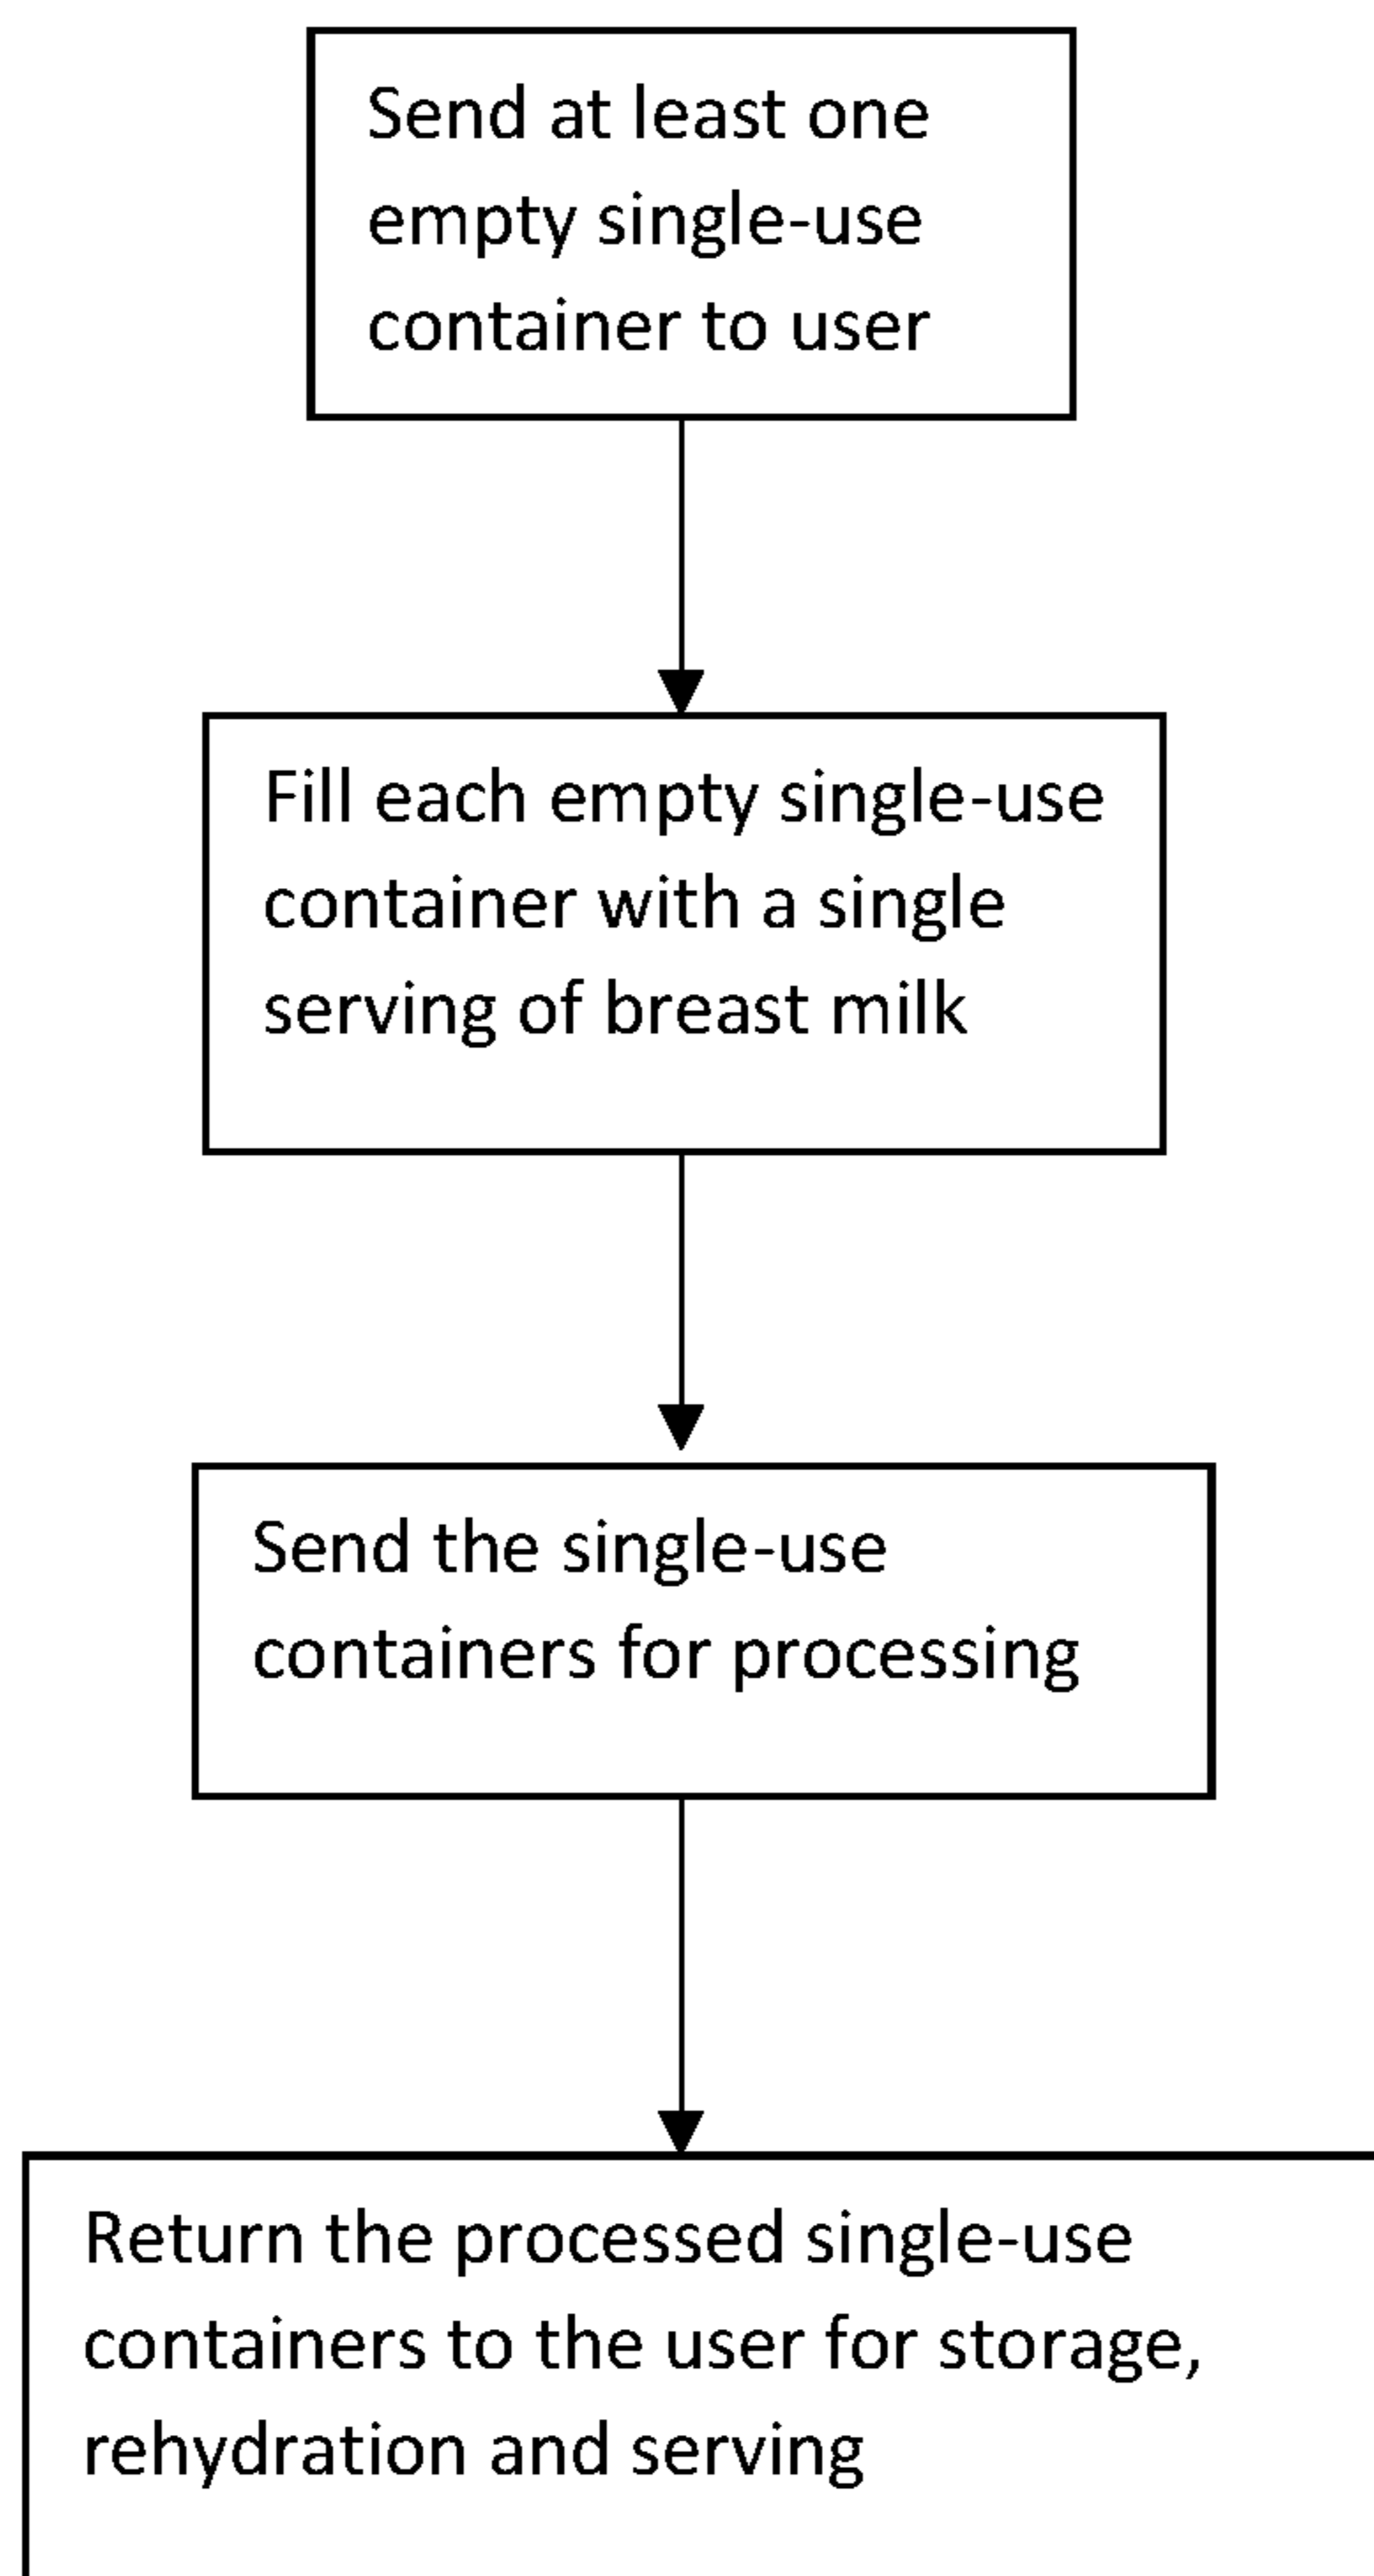 Send at least one
empty single-use
container to user
Fill each empty single-use
container with a single
serving of breast milk
Send the single-use
containers for processing
Return the processed single-use
containers to the user for storage,
rehydration and serving